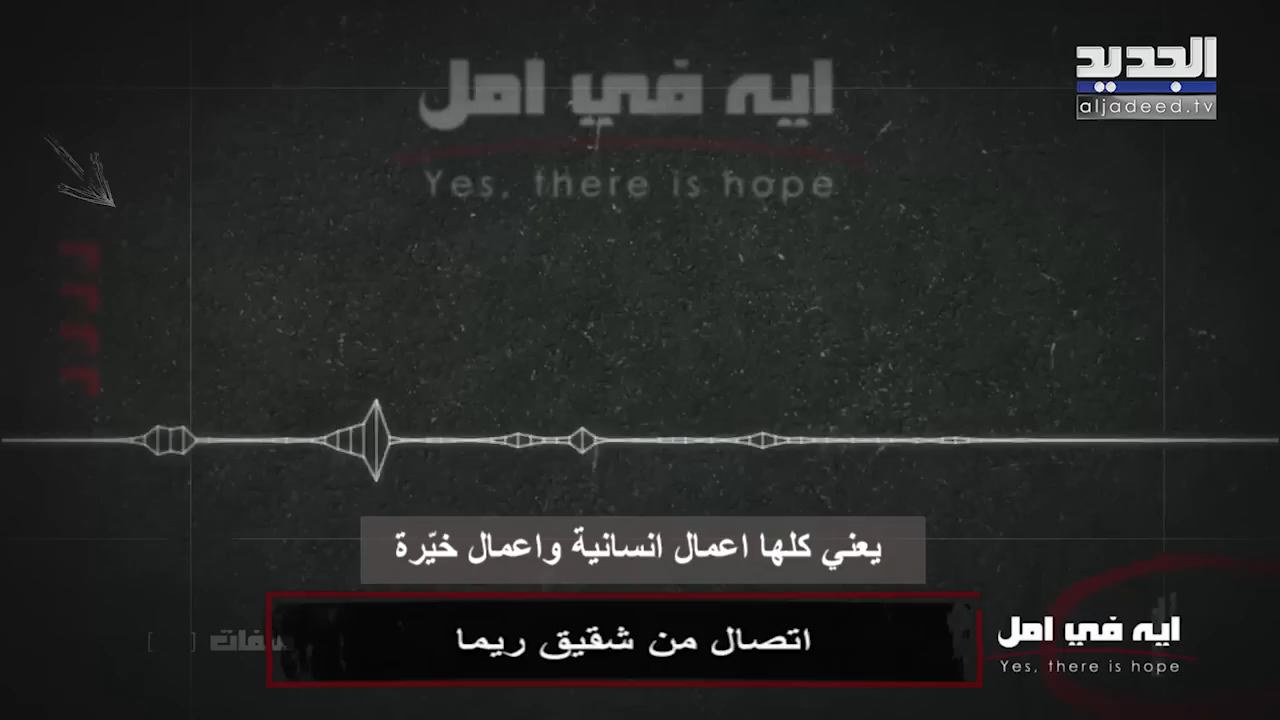 الجديد
aljadeed.tv
ايه في امل
Yes, there is hope
يعني كلها اعمال انسانية واعمال خيّرة
اتصال من شقيق ريما
ايه في امل
Yes, there is hope